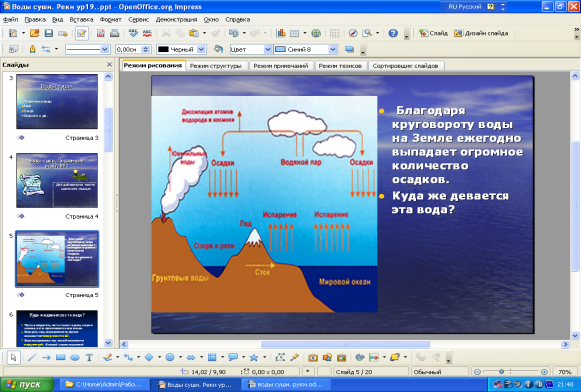 Воды суши. Реки ур19..ppt - OpenOffice.org Impress
RU Русский
Файл Правка Вид Вставка Формат Сервис Демонстрация Окно Справка
Слайд Дизайн слайда
0,00см Черный Цвет Синий 8
Слайды
Режим рисования Режим структуры Режим примечаний Режим тезисов Сортировщик слайдов
3
Страница 3
4
Страница 4
5
Страница 5
6
Диссипация атомов
водорода в космосе
Ювенильные
воды
Осадки
Водяной пар
Осадки
Лед
Испарение
Испарение
Озера и реки
Грунтовые воды
Сток
Мировой океан
Благодаря
круговороту воды
на Земле ежегодно
выпадает огромное
количество
осадков.
Куда же девается
эта вода?
14,02 / 9,90
0,00 x 0,00
Слайд 5 / 20
Обычный
70%
пуск
C:\Home\Admin\Рабо...
Воды суши. Реки ур...
воды суши. руюк.od...
21:48